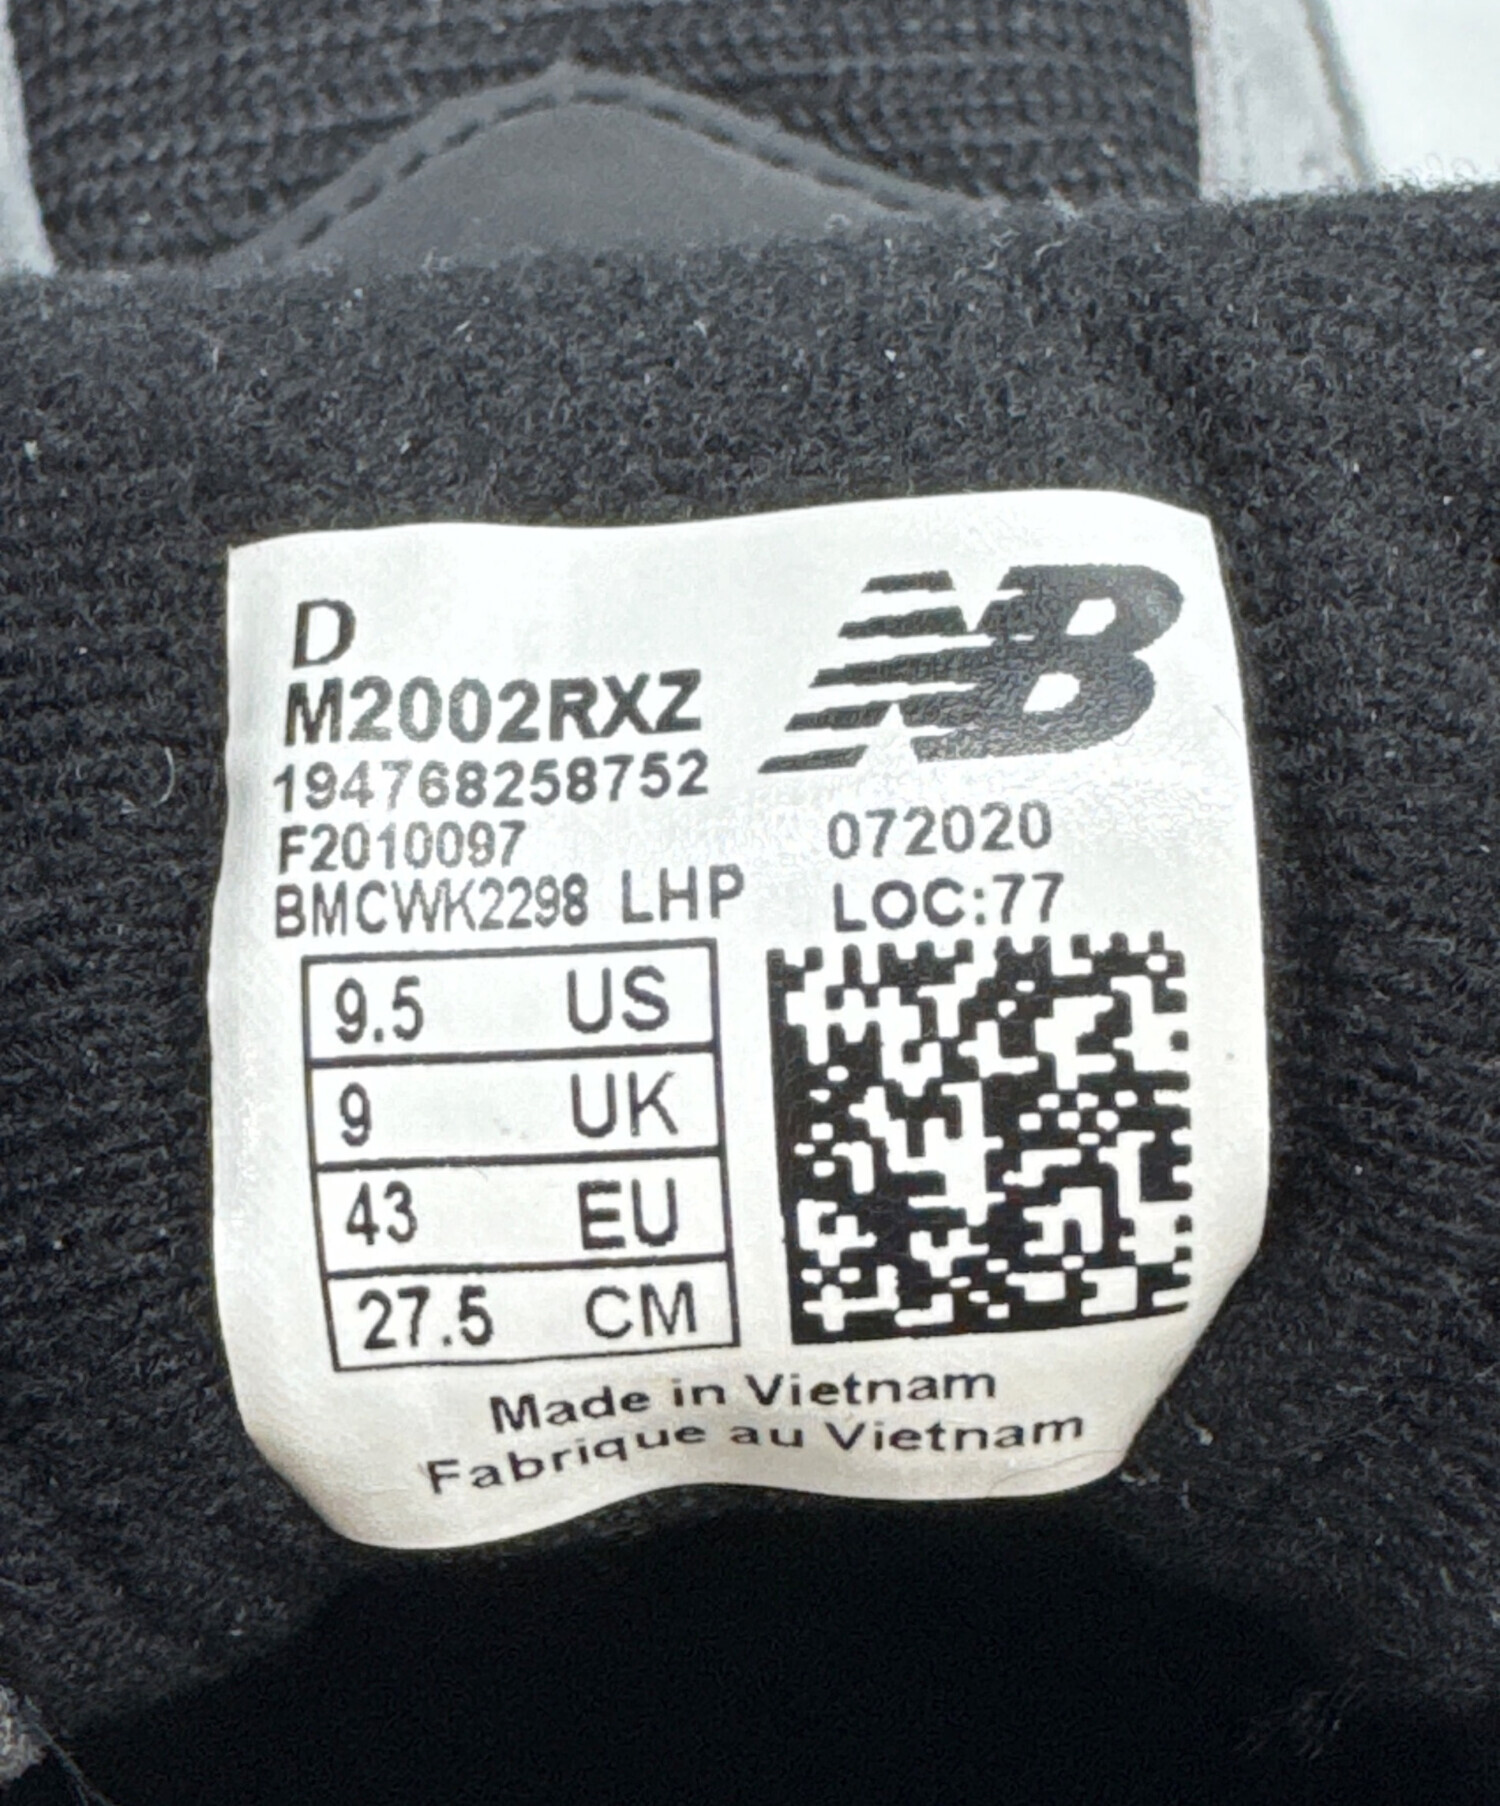 D
NB
M2002RXZ
194768258752
F2010097
072020
BMCWK2298 LHP
LOC:77
9.5 US
9 UK
43 EU
27.5 CM
Made in Vietnam
Fabrique au Vietnam